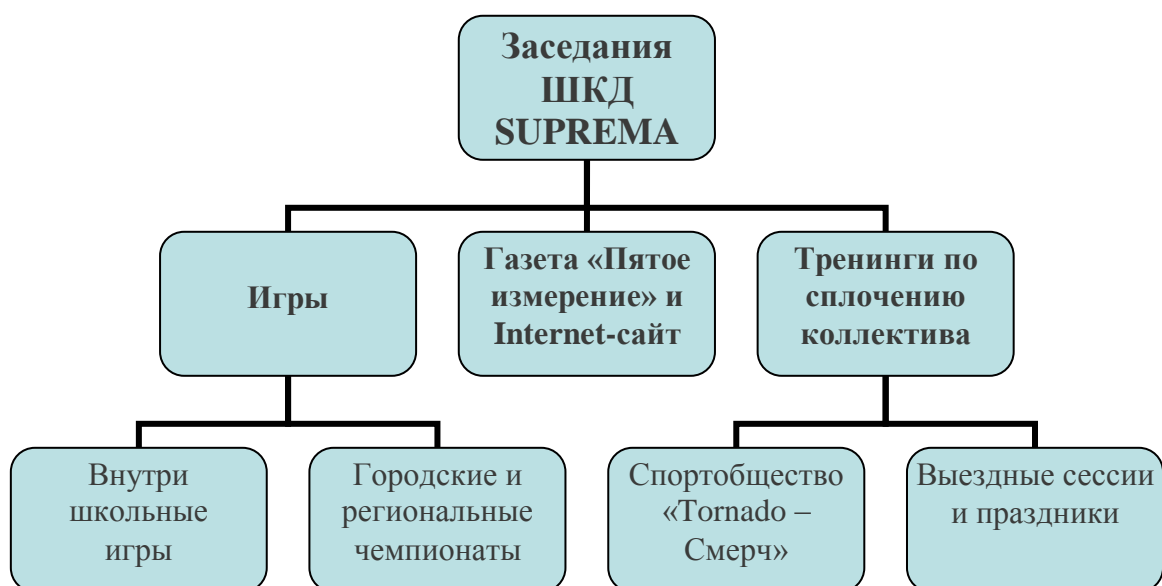 Заседания
ШКД
SUPREMA
Игры
Газета «Пятое
измерение» и
Internet-сайт
Тренинги по
сплочению
коллектива
Внутри
школьные
игры
Городские и
региональные
чемпионаты
Спортобщество
«Tornado –
Смерч»
Выездные сессии
и праздники